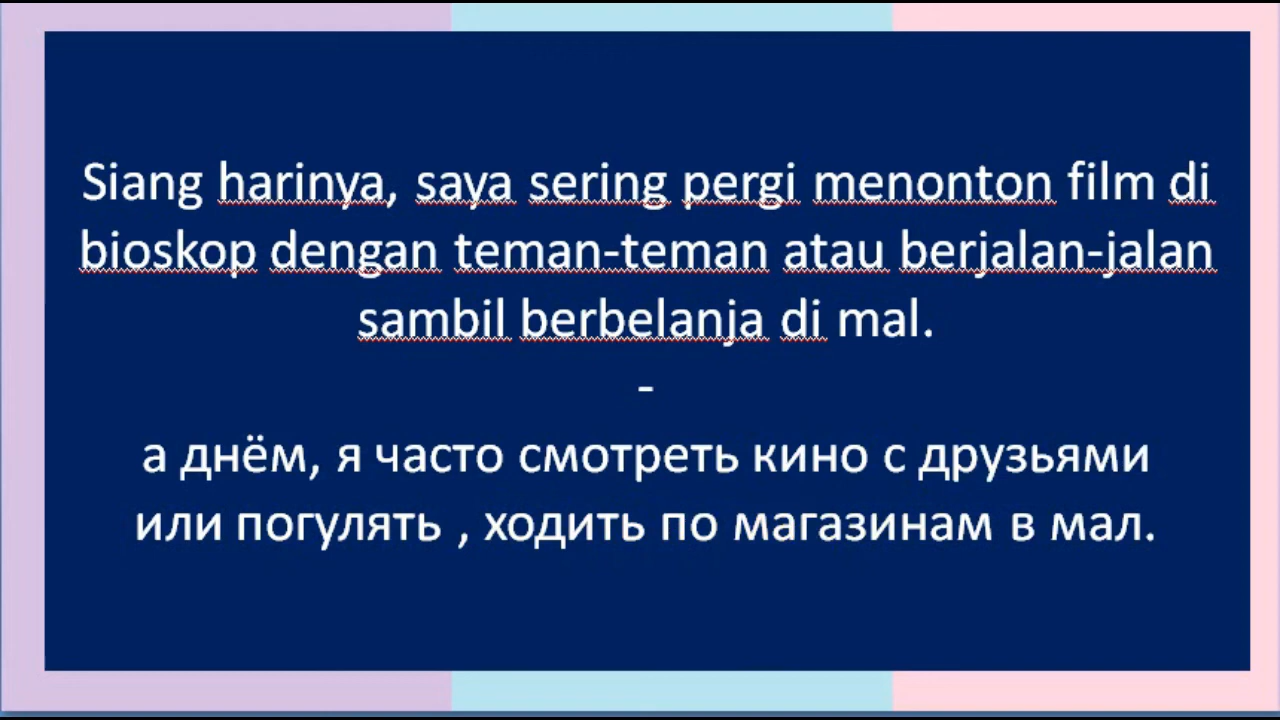 Siang harinya, saya sering pergi menonton film di
bioskop dengan teman-teman atau berjalan-jalan
sambil berbelanja di mal.
-
а днём, я часто смотреть кино с друзьями
или погулять , ходить по магазинам в мал.